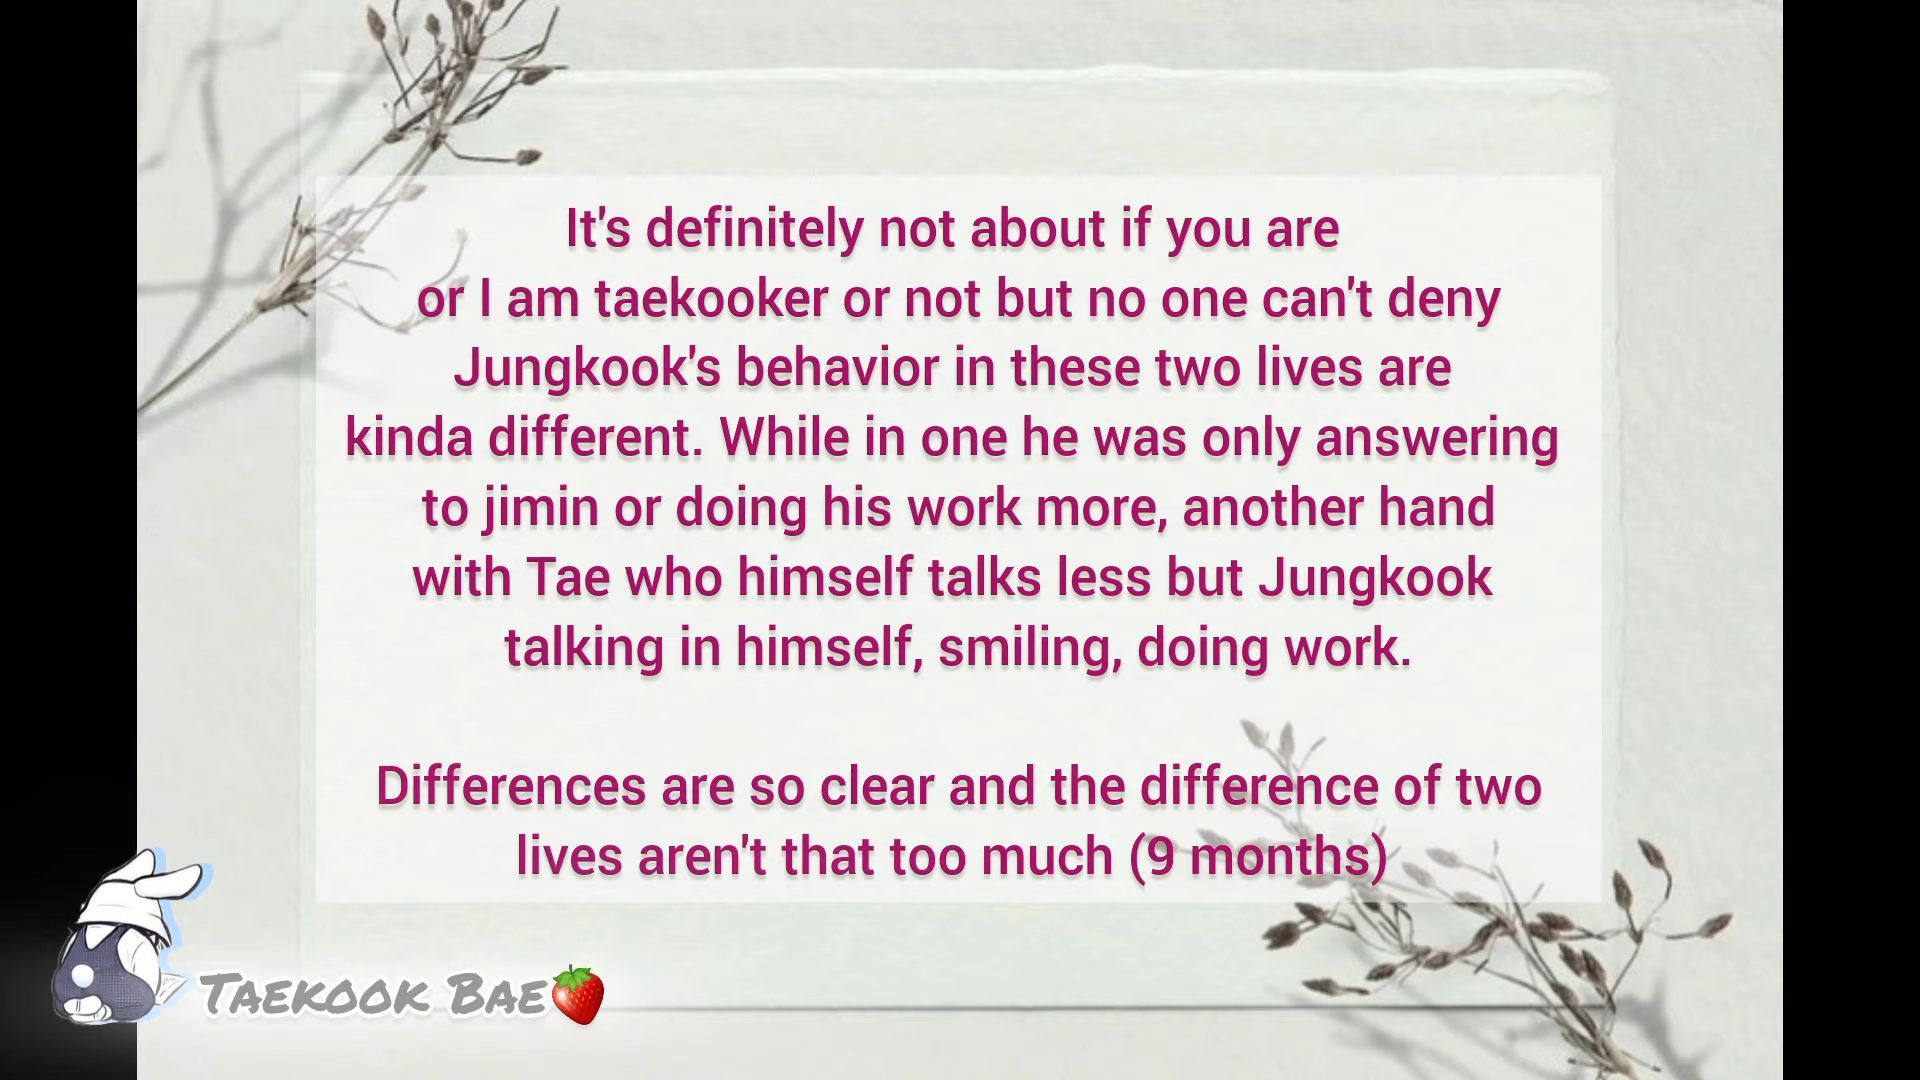 It's definitely not about if you are
or I am taekooker or not but no one can't deny
Jungkook's behavior in these two lives are
kinda different. While in one he was only answering
to jimin or doing his work more, another hand
with Tae who himself talks less but Jungkook
talking in himself, smiling, doing work.
Differences are so clear and the difference of two
lives aren't that too much (9 months)
Taekook Bae🍓